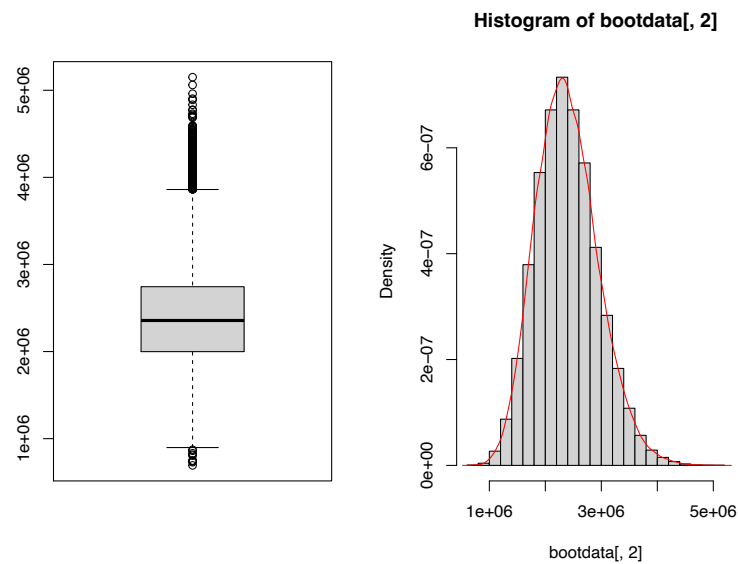 Histogram of bootdata[, 2]
5e+06
4e+06
3e+06
2e+06
1e+06
Density
6e−07
4e−07
2e−07
0e+00
1e+06 3e+06 5e+06
bootdata[, 2]